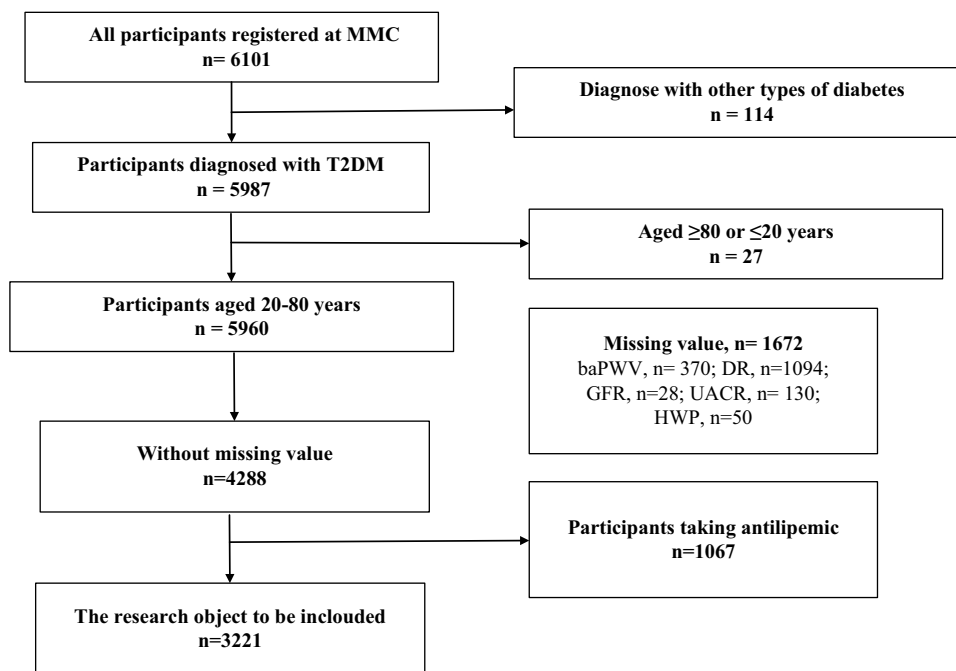 All participants registered at MMC
n= 6101
Diagnose with other types of diabetes
n = 114
Participants diagnosed with T2DM
n = 5987
Aged ≥80 or ≤20 years
n = 27
Participants aged 20-80 years
n = 5960
Missing value, n= 1672
baPWV, n= 370; DR, n=1094;
GFR, n=28; UACR, n= 130;
HWP, n=50
Without missing value
n=4288
Participants taking antilipemic
n=1067
The research object to be inclouded
n=3221